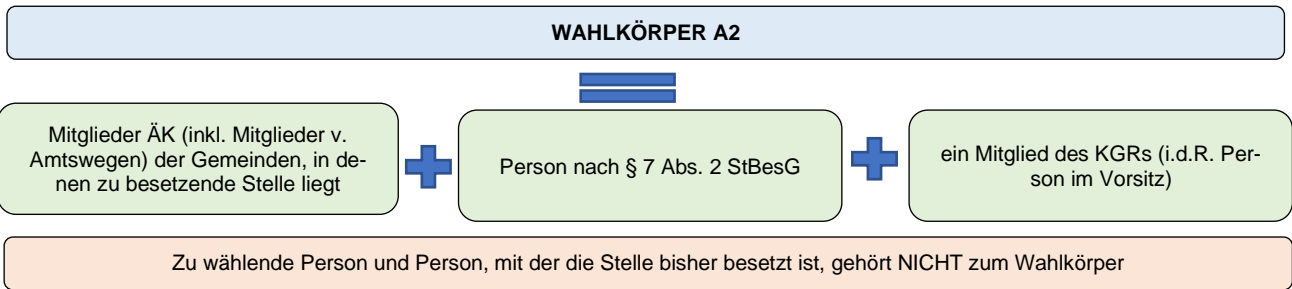 WAHLKÖRPER A2
Mitglieder ÄK (inkl. Mitglieder v.
Amtswegen) der Gemeinden, in de-
nen zu besetzende Stelle liegt
Person nach § 7 Abs. 2 StBesG
ein Mitglied des KGRs (i.d.R. Per-
son im Vorsitz)
Zu wählende Person und Person, mit der die Stelle bisher besetzt ist, gehört NICHT zum Wahlkörper